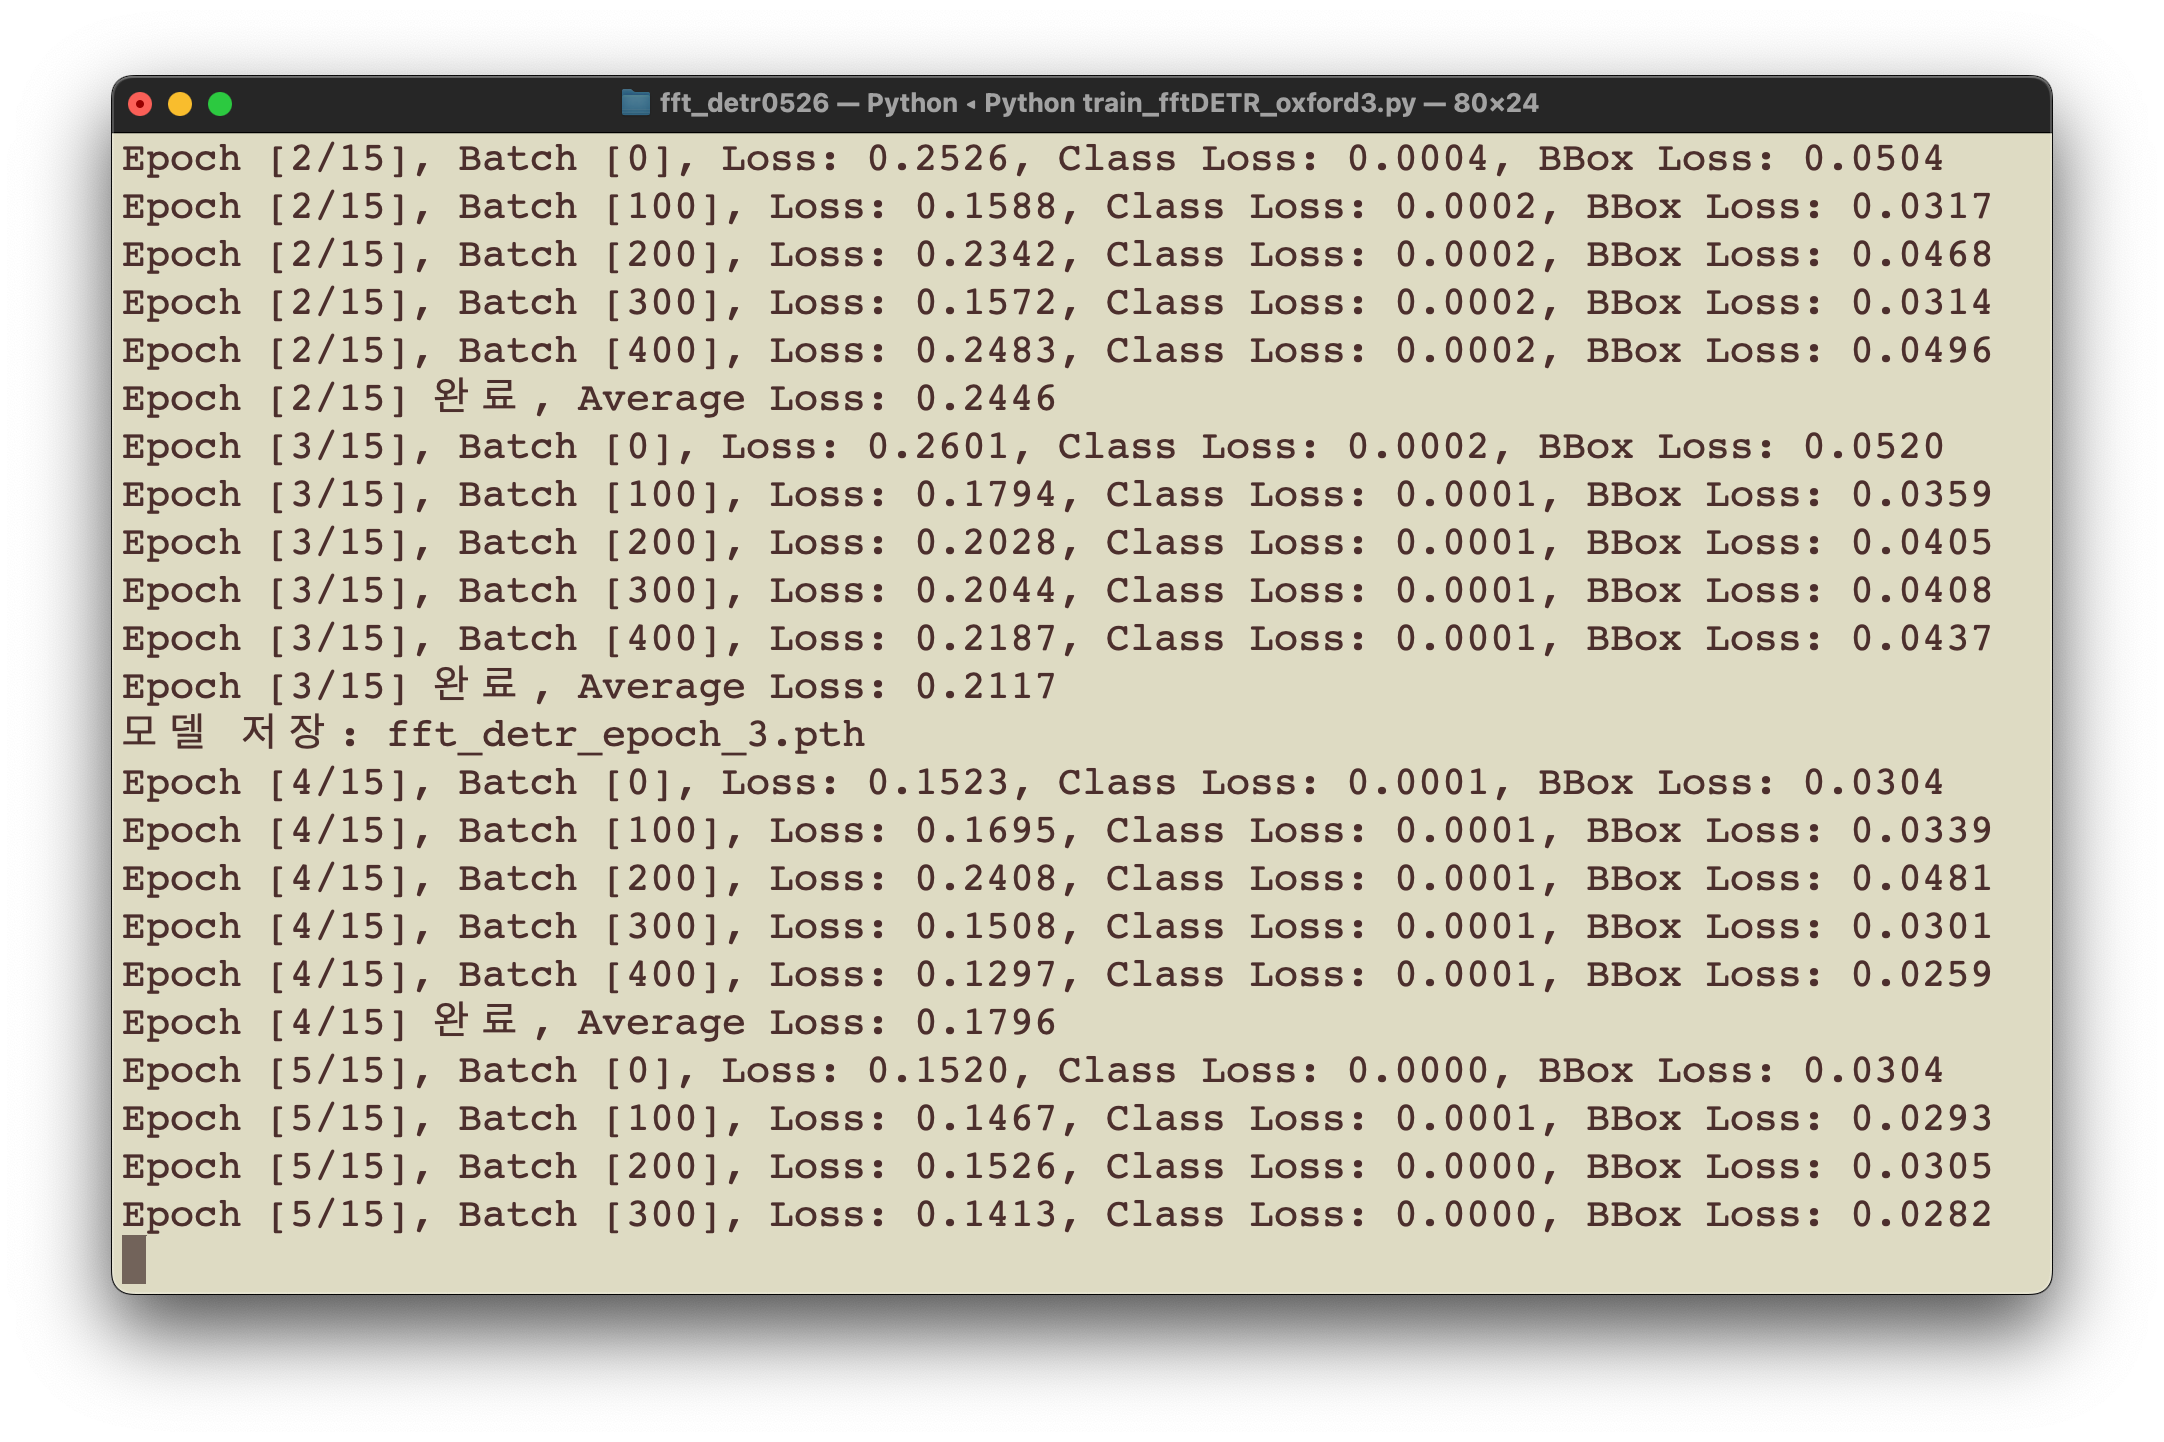 fft_detr0526 — Python ◂ Python train_fftDETR_oxford3.py — 80×24
Epoch [2/15], Batch [0], Loss: 0.2526, Class Loss: 0.0004, BBox Loss: 0.0504
Epoch [2/15], Batch [100], Loss: 0.1588, Class Loss: 0.0002, BBox Loss: 0.0317
Epoch [2/15], Batch [200], Loss: 0.2342, Class Loss: 0.0002, BBox Loss: 0.0468
Epoch [2/15], Batch [300], Loss: 0.1572, Class Loss: 0.0002, BBox Loss: 0.0314
Epoch [2/15], Batch [400], Loss: 0.2483, Class Loss: 0.0002, BBox Loss: 0.0496
Epoch [2/15] 완료, Average Loss: 0.2446
Epoch [3/15], Batch [0], Loss: 0.2601, Class Loss: 0.0002, BBox Loss: 0.0520
Epoch [3/15], Batch [100], Loss: 0.1794, Class Loss: 0.0001, BBox Loss: 0.0359
Epoch [3/15], Batch [200], Loss: 0.2028, Class Loss: 0.0001, BBox Loss: 0.0405
Epoch [3/15], Batch [300], Loss: 0.2044, Class Loss: 0.0001, BBox Loss: 0.0408
Epoch [3/15], Batch [400], Loss: 0.2187, Class Loss: 0.0001, BBox Loss: 0.0437
Epoch [3/15] 완료, Average Loss: 0.2117
모델 저장: fft_detr_epoch_3.pth
Epoch [4/15], Batch [0], Loss: 0.1523, Class Loss: 0.0001, BBox Loss: 0.0304
Epoch [4/15], Batch [100], Loss: 0.1695, Class Loss: 0.0001, BBox Loss: 0.0339
Epoch [4/15], Batch [200], Loss: 0.2408, Class Loss: 0.0001, BBox Loss: 0.0481
Epoch [4/15], Batch [300], Loss: 0.1508, Class Loss: 0.0001, BBox Loss: 0.0301
Epoch [4/15], Batch [400], Loss: 0.1297, Class Loss: 0.0001, BBox Loss: 0.0259
Epoch [4/15] 완료, Average Loss: 0.1796
Epoch [5/15], Batch [0], Loss: 0.1520, Class Loss: 0.0000, BBox Loss: 0.0304
Epoch [5/15], Batch [100], Loss: 0.1467, Class Loss: 0.0001, BBox Loss: 0.0293
Epoch [5/15], Batch [200], Loss: 0.1526, Class Loss: 0.0000, BBox Loss: 0.0305
Epoch [5/15], Batch [300], Loss: 0.1413, Class Loss: 0.0000, BBox Loss: 0.0282